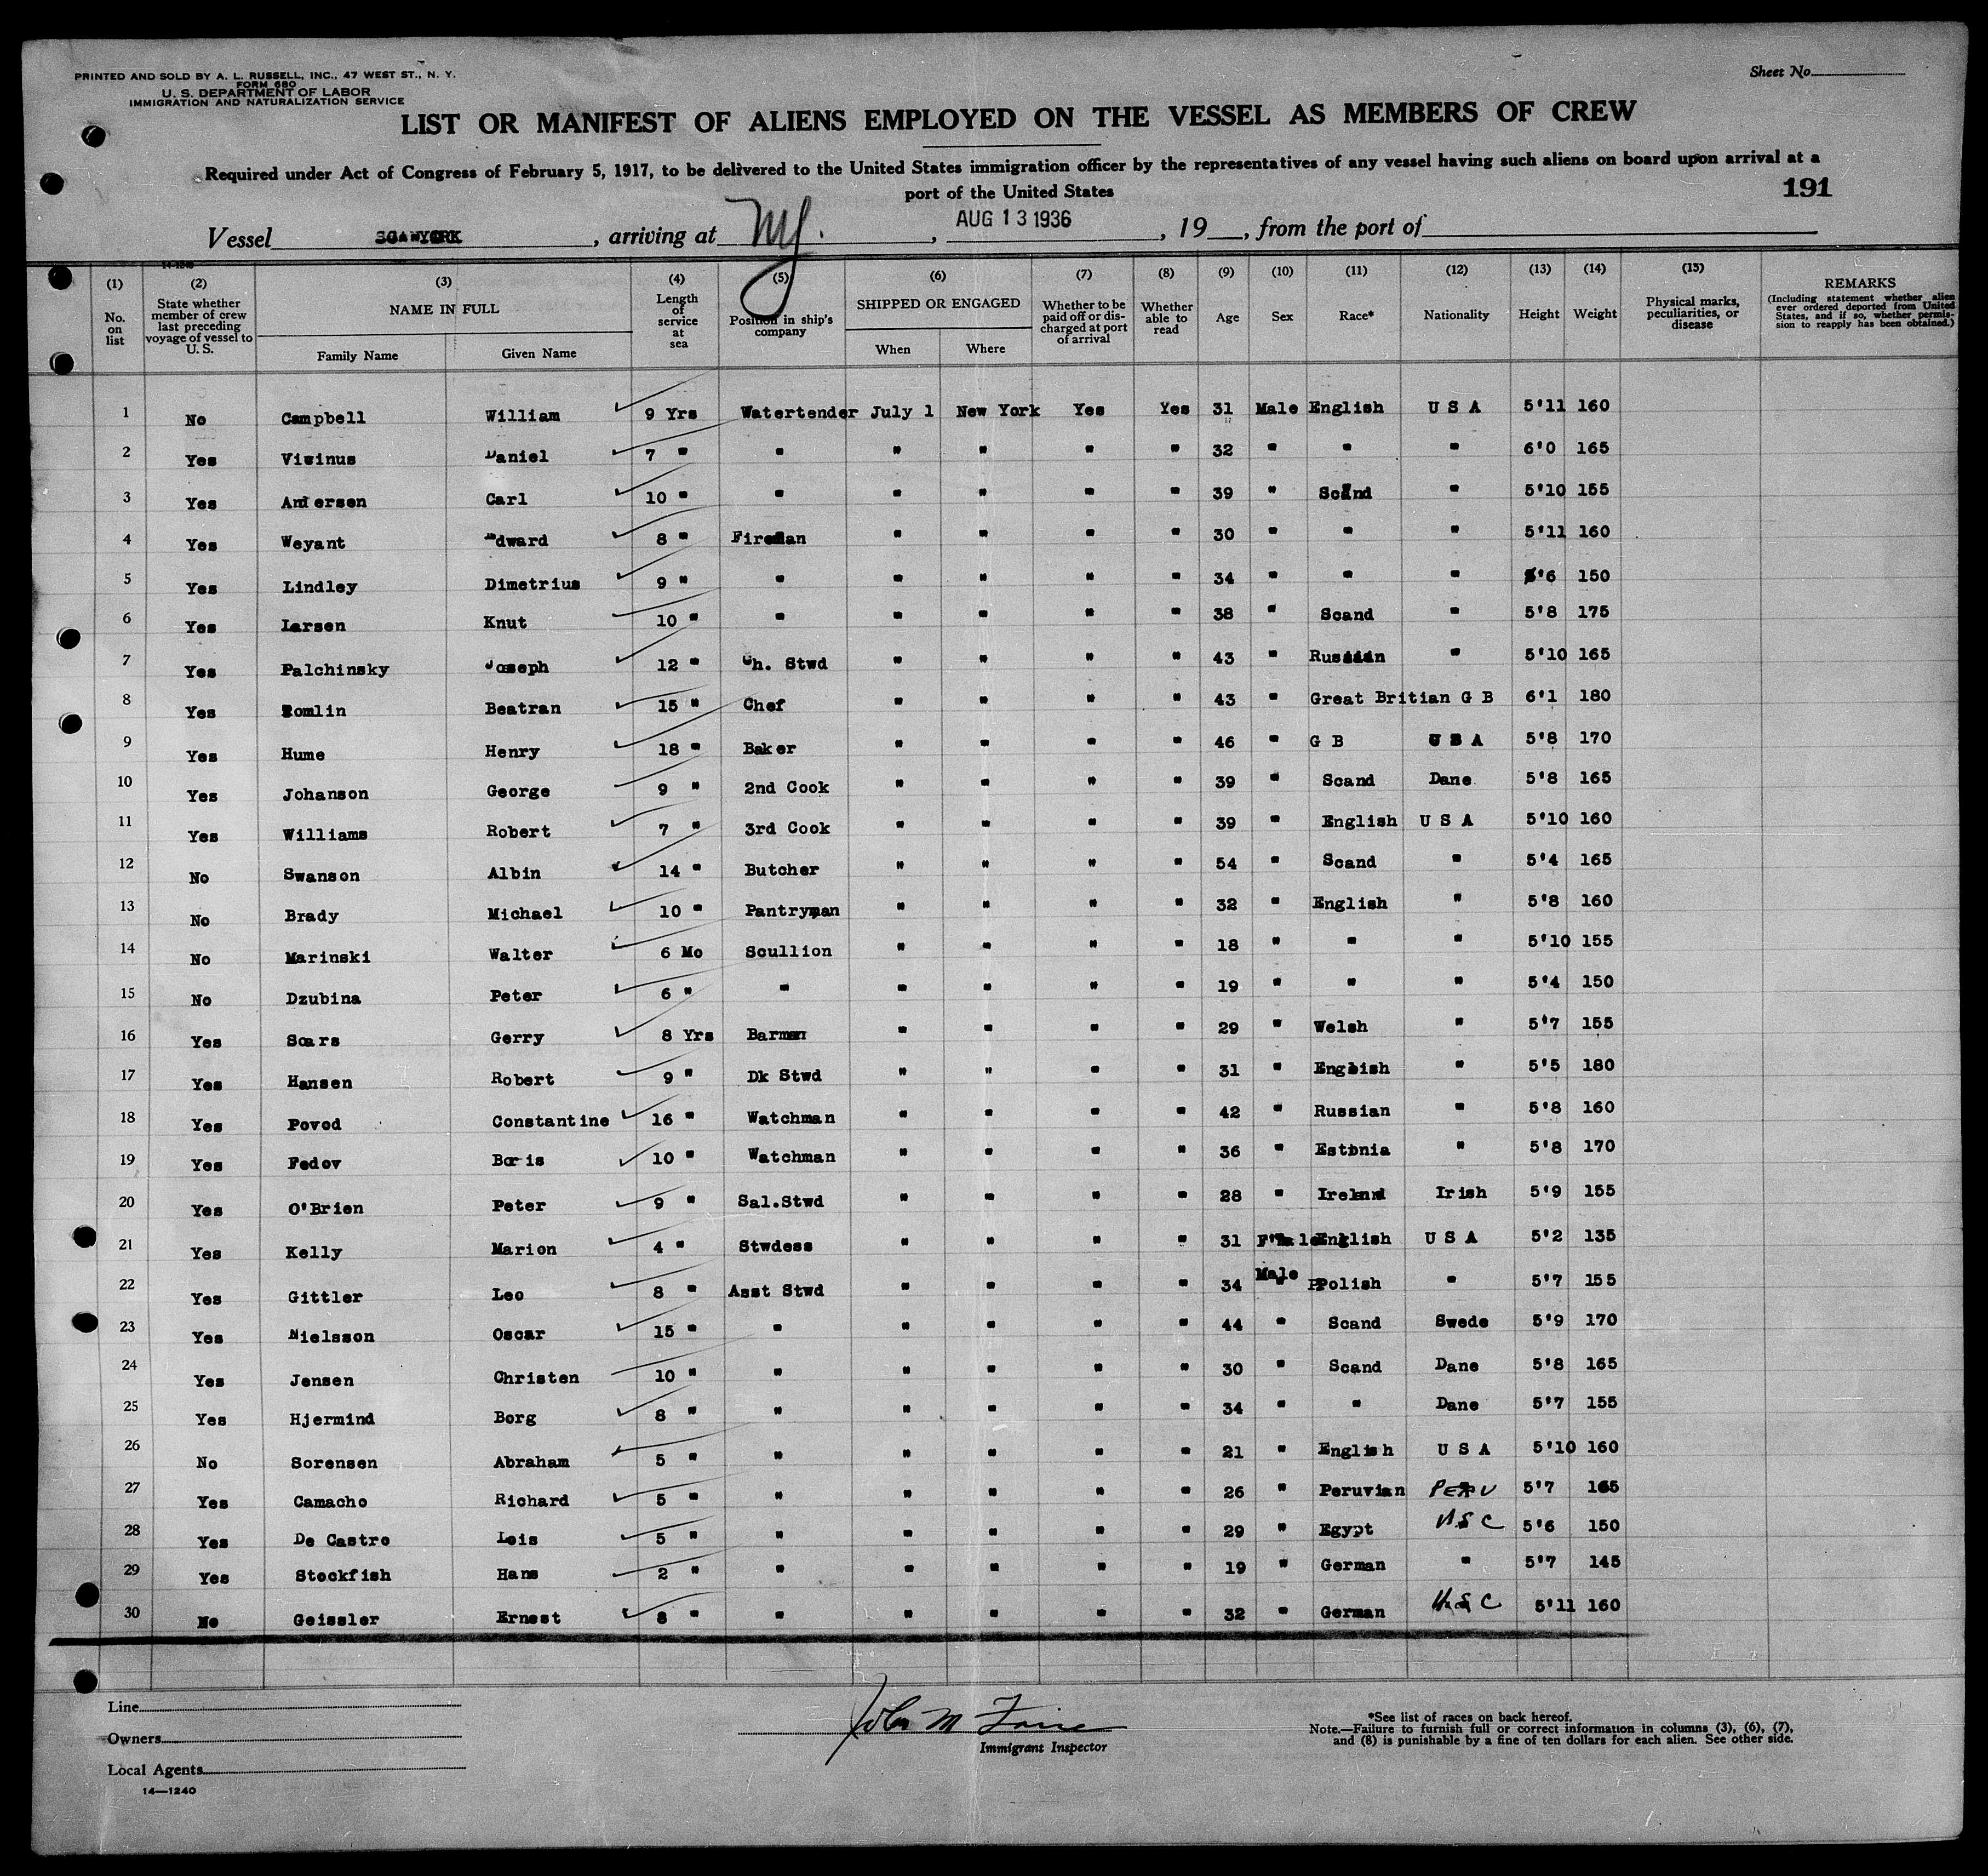 PRINTED AND SOLD BY A. L. RUSSELL, INC., 47 WEST ST., N. Y.
FORM 680
U. S. DEPARTMENT OF LABOR
IMMIGRATION AND NATURALIZATION SERVICE
Sheet No.
LIST OR MANIFEST OF ALIENS EMPLOYED ON THE VESSEL AS MEMBERS OF CREW
Required under Act of Congress of February 5, 1917, to be delivered to the United States immigration officer by the representatives of any vessel having such aliens on board upon arrival at a
port of the United States
191
Vessel SCANYORK, arriving at NY., AUG 13 1936, 19 , from the port of
14-1240
(1) No. on list
(2) State whether member of crew last preceding voyage of vessel to U. S.
(3) NAME IN FULL Family Name Given Name
(4) Length of service at sea
(5) Position in ship's company
(6) SHIPPED OR ENGAGED When Where
(7) Whether to be paid off or discharged at port of arrival
(8) Whether able to read
(9) Age
(10) Sex
(11) Race*
(12) Nationality
(13) Height
(14) Weight
(15) Physical marks, peculiarities, or disease
REMARKS (Including statement whether alien ever ordered deported from United States, and if so, whether permission to reapply has been obtained.)
1 No Campbell William 9 Yrs Watertender July 1 New York Yes Yes 31 Male English U S A 5'11 160
2 Yes Vicinus Daniel 7 " " " " " " 32 " " " 6'0 165
3 Yes Andersen Carl 10 " " " " " " 39 " Scand " 5'10 155
4 Yes Weyant Edward 8 " Fireman " " " " 30 " " " 5'11 160
5 Yes Lindley Dimetrius 9 " " " " " " 34 " " " 5'6 150
6 Yes Larsen Knut 10 " " " " " " 38 " Scand " 5'8 175
7 Yes Palchinsky Joseph 12 " Ch. Stwd " " " " 43 " Russian " 5'10 165
8 Yes Tomlin Beatran 15 " Chef " " " " 43 " Great Britian G B 6'1 180
9 Yes Hume Henry 18 " Baker " " " " 46 " G B U S A 5'8 170
10 Yes Johanson George 9 " 2nd Cook " " " " 39 " Scand Dane 5'8 165
11 Yes Williams Robert 7 " 3rd Cook " " " " 39 " English U S A 5'10 160
12 No Swanson Albin 14 " Butcher " " " " 54 " Scand " 5'4 165
13 No Brady Michael 10 " Pantryman " " " " 32 " English " 5'8 160
14 No Marinski Walter 6 Mo Scullion " " " " 18 " " " 5'10 155
15 No Dzubina Peter 6 " " " " " " 19 " " " 5'4 150
16 Yes Soars Gerry 8 Yrs Barman " " " " 29 " Welsh " 5'7 155
17 Yes Hansen Robert 9 " Dk Stwd " " " " 31 " English " 5'5 180
18 Yes Povod Constantine 16 " Watchman " " " " 42 " Russian " 5'8 160
19 Yes Fedov Boris 10 " Watchman " " " " 36 " Estonia " 5'8 170
20 Yes O'Brien Peter 9 " Sal.Stwd " " " " 28 " Ireland Irish 5'9 155
21 Yes Kelly Marion 4 " Stwdess " " " " 31 F'male English U S A 5'2 135
22 Yes Gittler Leo 8 " Asst Stwd " " " " 34 Male Polish " 5'7 155
23 Yes Nielsson Oscar 15 " " " " " " 44 " Scand Swede 5'9 170
24 Yes Jensen Christen 10 " " " " " " 30 " Scand Dane 5'8 165
25 Yes Hjermind Borg 8 " " " " " " 34 " " Dane 5'7 155
26 No Sorensen Abraham 5 " " " " " " 21 " English U S A 5'10 160
27 Yes Camacho Richard 5 " " " " " " 26 " Peruvian PERU 5'7 165
28 Yes De Castro Lois 5 " " " " " " 29 " Egypt U S C 5'6 150
29 Yes Stockfish Hans 2 " " " " " " 19 " German " 5'7 145
30 No Geissler Ernest 8 " " " " " " 32 " German U S C 5'11 160
Line
Owners
Local Agents
14—1240
John M
Immigrant Inspector
*See list of races on back hereof.
Note.—Failure to furnish full or correct information in columns (3), (6), (7),
and (8) is punishable by a fine of ten dollars for each alien. See other side.